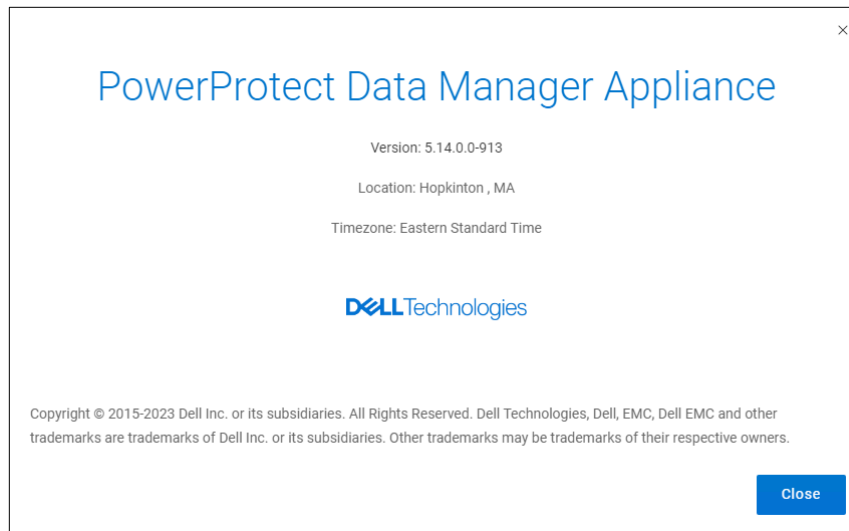 PowerProtect Data Manager Appliance
Version: 5.14.0.0-913
Location: Hopkinton , MA
Timezone: Eastern Standard Time
DELLTechnologies
Copyright © 2015-2023 Dell Inc. or its subsidiaries. All Rights Reserved. Dell Technologies, Dell, EMC, Dell EMC and other
trademarks are trademarks of Dell Inc. or its subsidiaries. Other trademarks may be trademarks of their respective owners.
Close